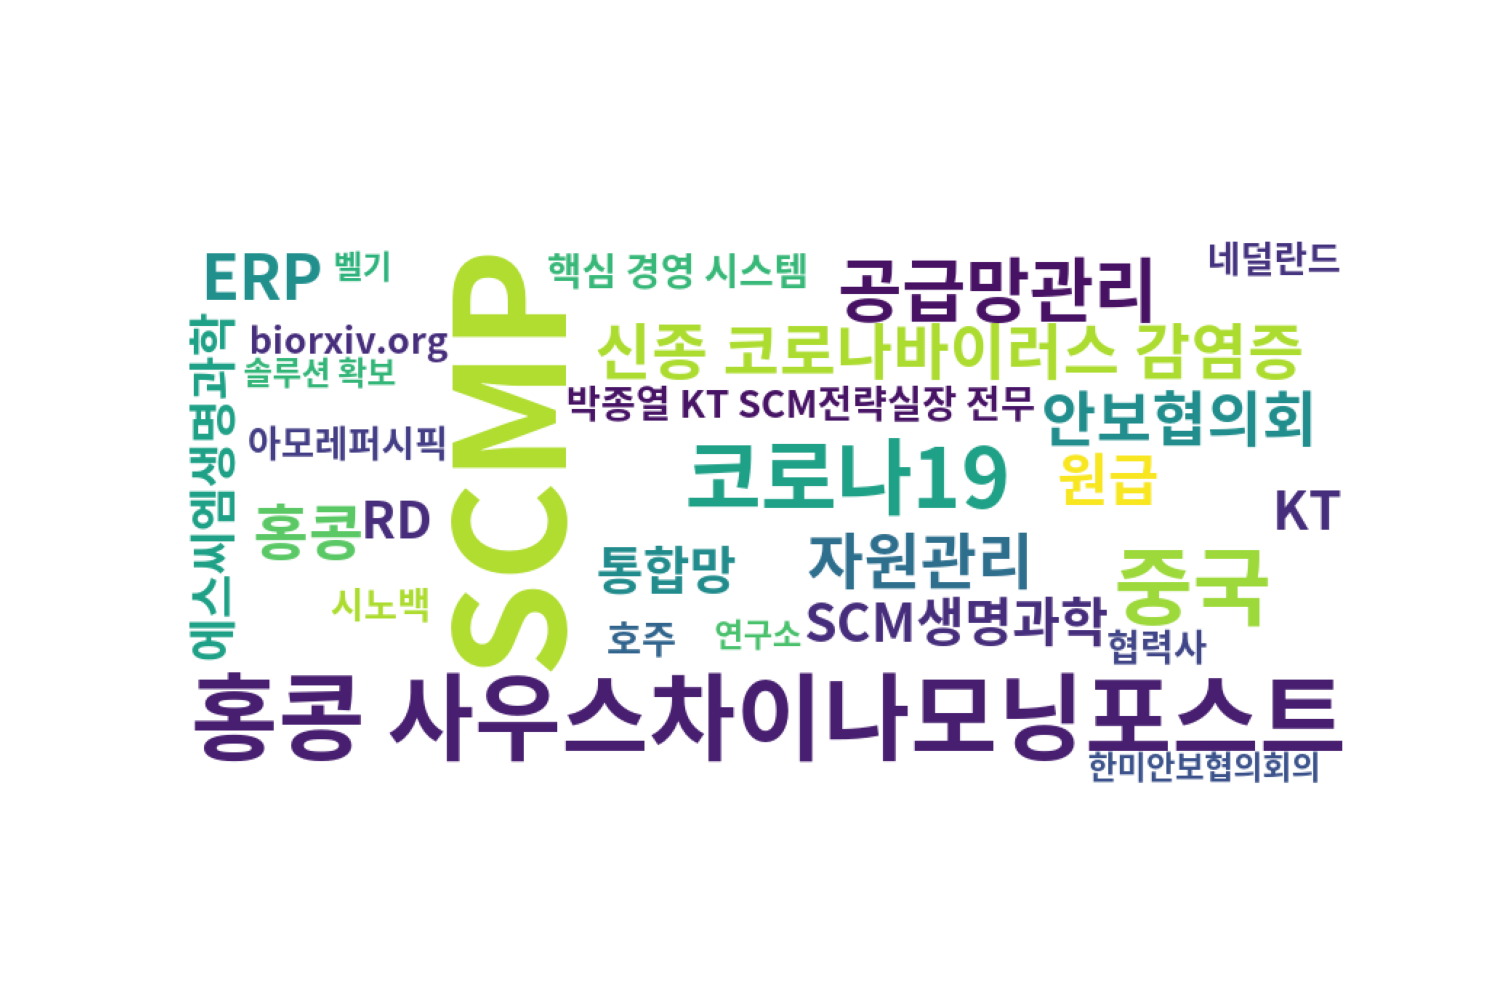 ERP
벨기
핵심 경영 시스템
공급망관리
네덜란드
biorxiv.org
신종 코로나바이러스 감염증
솔루션 확보
박종열 KT SCM전략실장 전무
안보협의회
아모레퍼시픽
SCMP
에스씨엠생명과학
코로나19
원급
KT
홍콩
RD
통합망
자원관리
중국
시노백
호주
연구소
SCM생명과학
협력사
홍콩 사우스차이나모닝포스트
한미안보협의회의